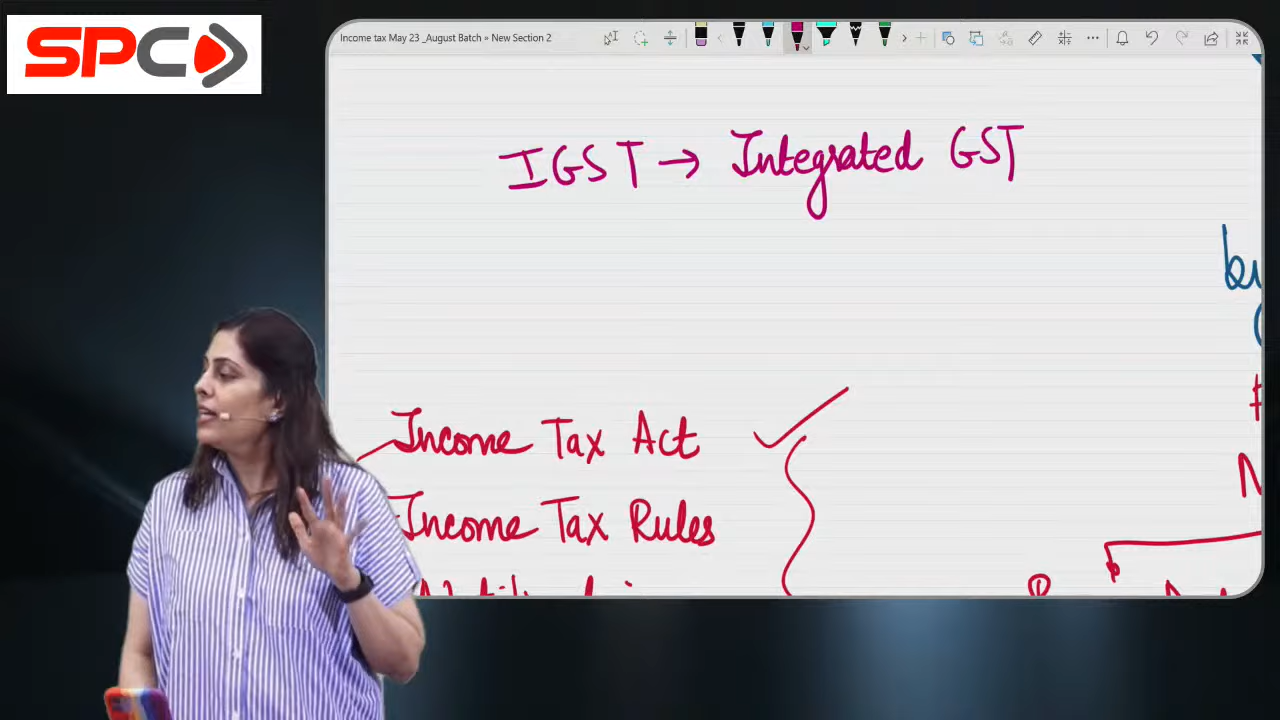 SPC
Income tax May 23 _August Batch » New Section 2
IGST → Integrated GST
Income Tax Act
Income Tax Rules